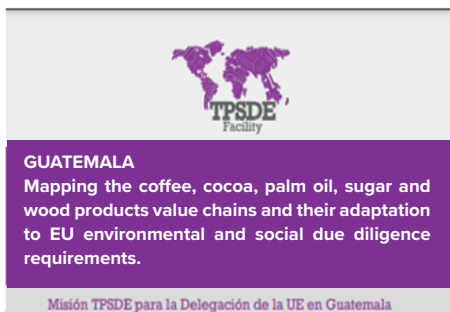 TPSDE
Facility
GUATEMALA
Mapping the coffee, cocoa, palm oil, sugar and
wood products value chains and their adaptation
to EU environmental and social due diligence
requirements.
Misión TPSDE para la Delegación de la UE en Guatemala